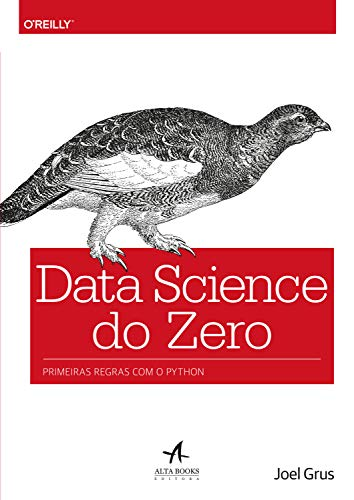 O'REILLY®
Data Science
do Zero
PRIMEIRAS REGRAS COM O PYTHON
A
ALTA BOOKS
EDITORA
Joel Grus